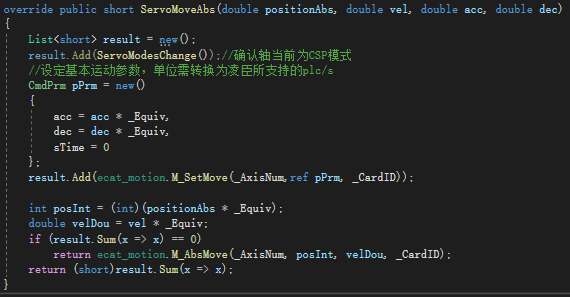 override public short ServoMoveAbs(double positionAbs, double vel, double acc, double dec)
{
    List<short> result = new();
    result.Add(ServoModesChange());//确认轴当前为CSP模式
    //设定基本运动参数，单位需转换为凌臣所支持的plc/s
    CmdPrm pPrm = new()
    {
        acc = acc * _Equiv,
        dec = dec * _Equiv,
        sTime = 0
    };
    result.Add(ecat_motion.M_SetMove(_AxisNum,ref pPrm, _CardID));

    int posInt = (int)(positionAbs * _Equiv);
    double velDou = vel * _Equiv;
    if (result.Sum(x => x) == 0)
        return ecat_motion.M_AbsMove(_AxisNum, posInt, velDou, _CardID);
    return (short)result.Sum(x => x);
}